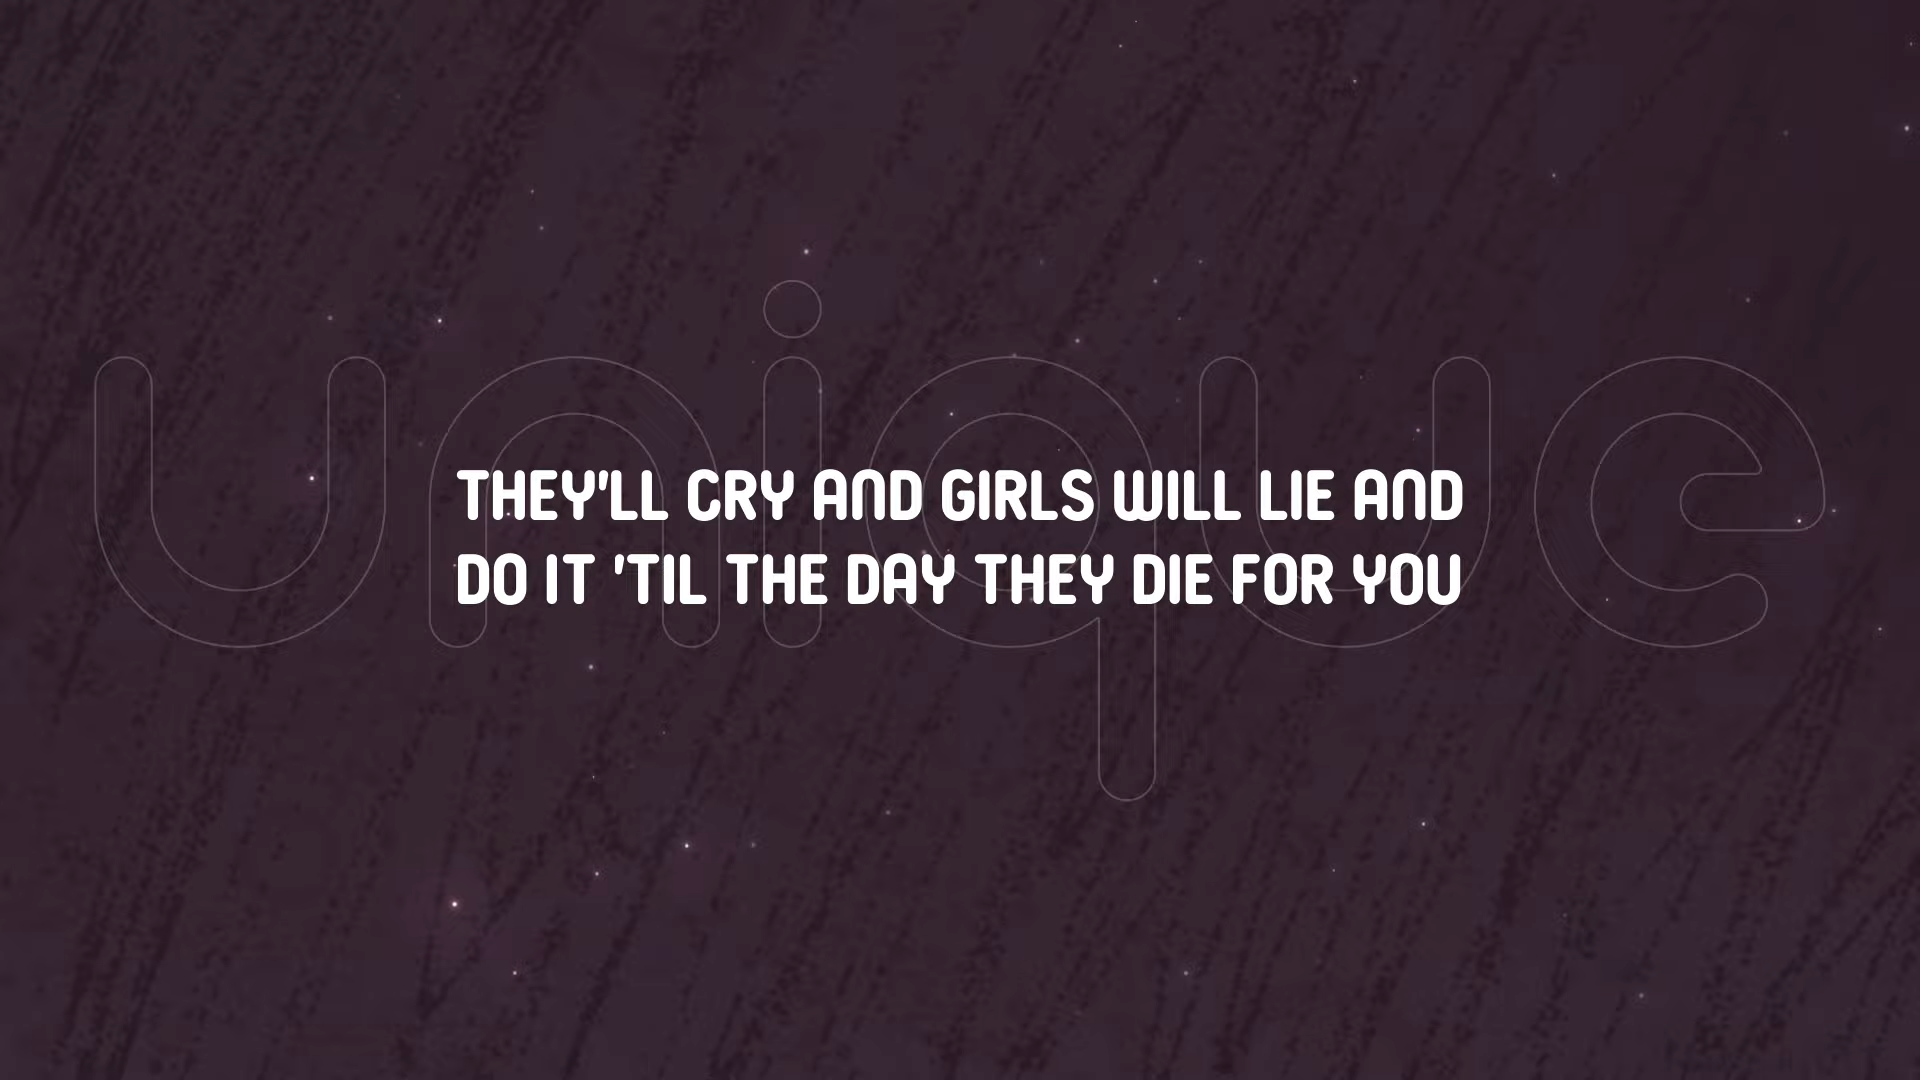 unique
THEY'LL CRY AND GIRLS WILL LIE AND
DO IT 'TIL THE DAY THEY DIE FOR YOU